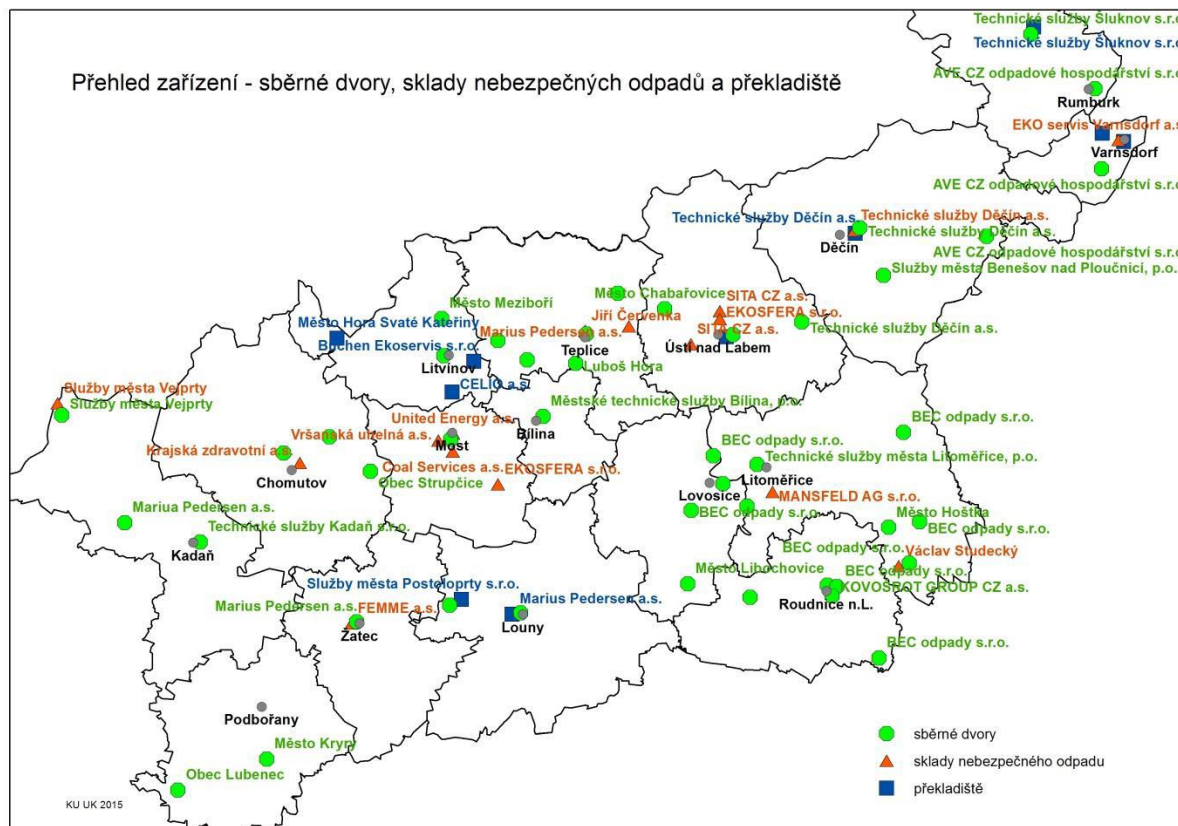 Technické služby Šluknov s.r.o
Technické služby Šluknov s.r.o
Přehled zařízení - sběrné dvory, sklady nebezpečných odpadů a překladiště
AVE CZ odpadové hospodářství s.r.o
Rumburk
EKO servis Varnsdorf a.s
Varnsdorf
AVE CZ odpadové hospodářství s.r.o
Technické služby Děčín a.s.
Technické služby Děčín a.s.
Technické služby Děčín a.s.
Děčín
AVE CZ odpadové hospodářství s.r.o
Služby města Benešov nad Ploučnicí, p.o.
Město Chabařovice
SITA CZ a.s.
Město Meziboří
EKOSFERA s.r.o.
Jiří Červenka
Město Hora Svaté Kateřiny
Marius Pedersen a.s.
SITA CZ a.s.
Technické služby Děčín a.s.
Büchen Ekoservis s.r.o.
Teplice
Ústí nad Labem
Litvínov
Luboš Hora
CELIO a.s.
Služby města Vejprty
Služby města Vejprty
Městské technické služby Bílina, p.o.
United Energy a.s.
BEC odpady s.r.o.
Vršanská uhelná a.s.
Most
Bílina
BEC odpady s.r.o.
Krajská zdravotní a.s.
Technické služby města Litoměřice, p.o.
Coal Services a.s.
EKOSFERA s.r.o.
Litoměřice
Chomutov
Obec Strupčice
Lovosice
MANSFELD AG s.r.o.
Mariua Pedersen a.s.
BEC odpady s.r.o.
Město Hoštka
Technické služby Kadaň s.r.o.
BEC odpady s.r.o.
Kadaň
BEC odpady s.r.o.
Václav Studecký
Město Libochovice
BEC odpady s.r.o.
Služby města Postoloprty s.r.o.
KOVOŠROT GROUP CZ a.s.
Marius Pedersen a.s.
FEMME a.s.
Marius Pedersen a.s.
Roudnice n.L.
Žatec
Louny
BEC odpady s.r.o.
Podbořany
Město Kryry
Obec Lubenec
sběrné dvory
sklady nebezpečného odpadu
překladiště
KU UK 2015